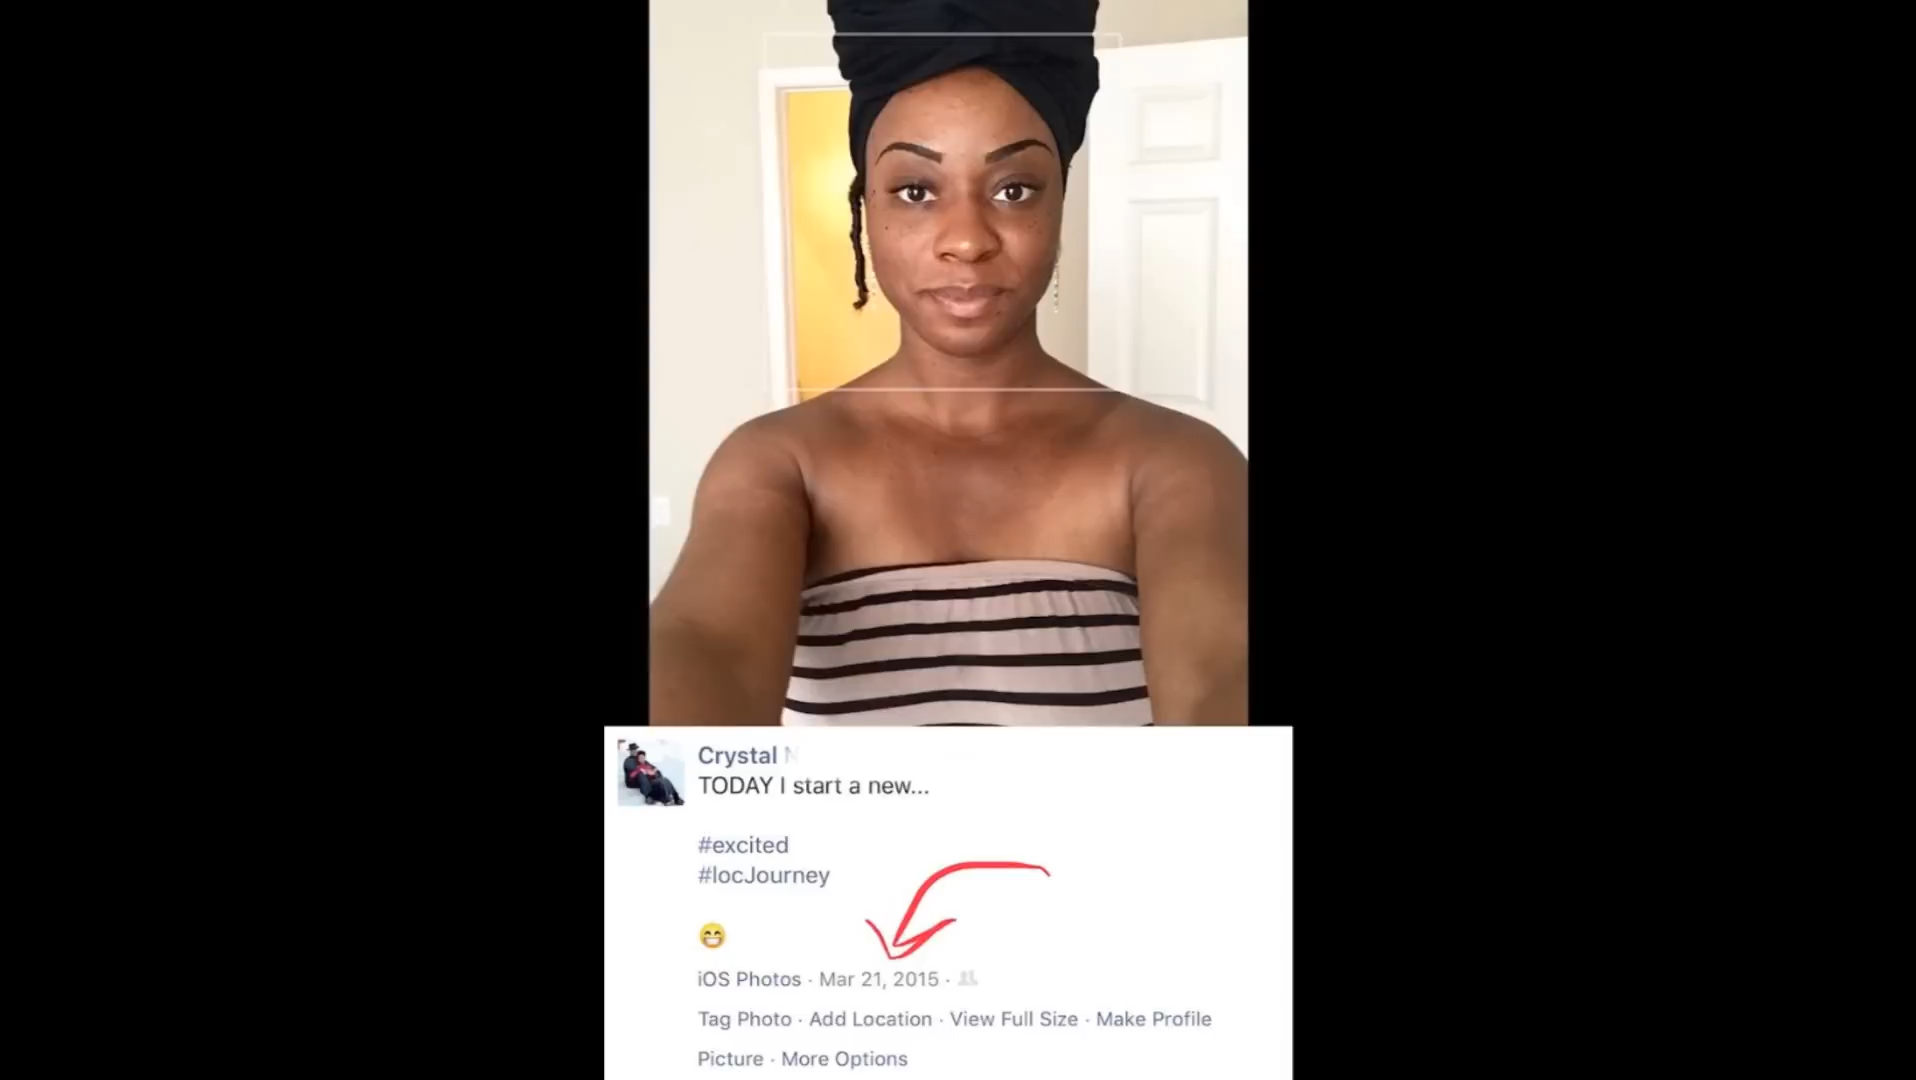 Crystal N
TODAY I start a new...
#excited
#locJourney
iOS Photos · Mar 21, 2015 ·
Tag Photo · Add Location · View Full Size · Make Profile
Picture · More Options